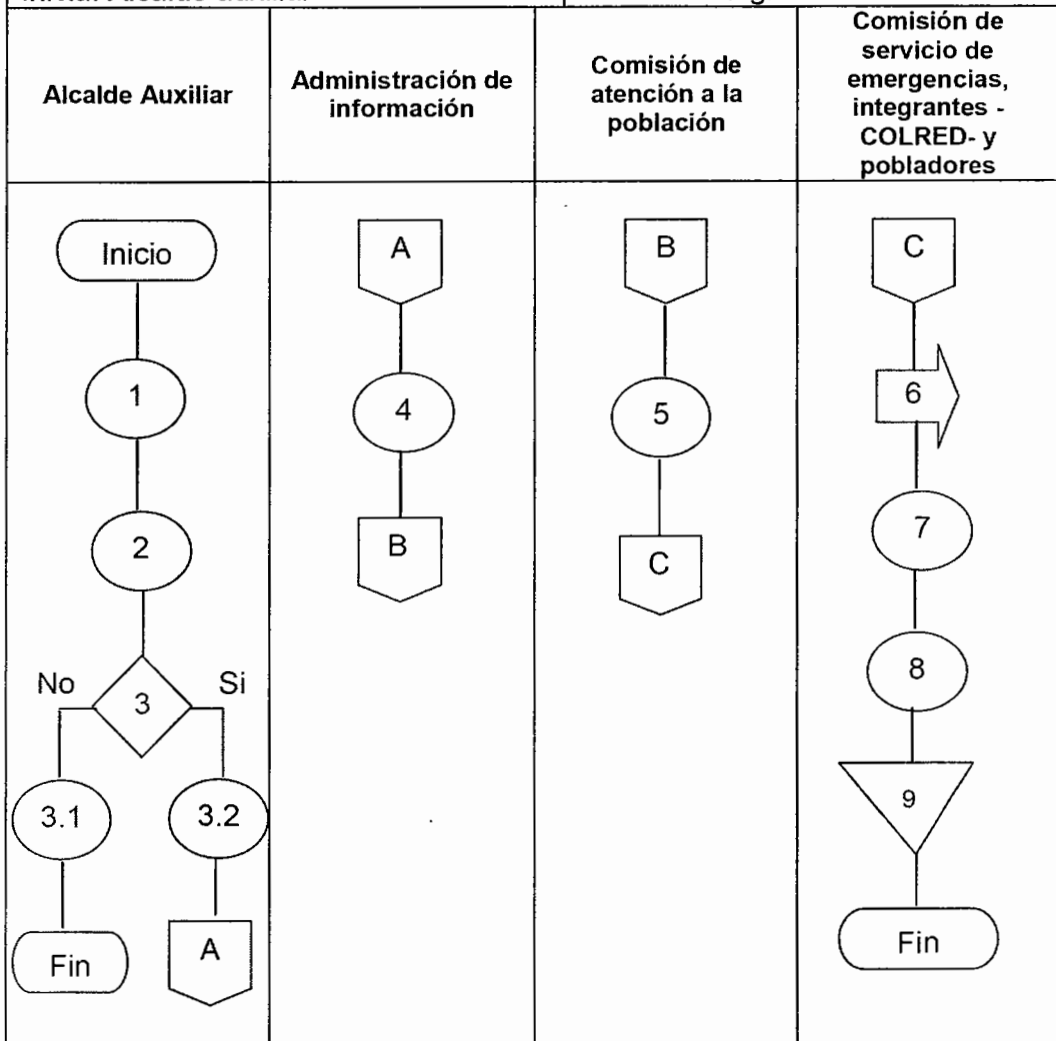 Alcalde Auxiliar
Administración de
información
Comisión de
atención a la
población
Comisión de
servicio de
emergencias,
integrantes -
COLRED- y
pobladores
Inicio
1
2
3
No
Si
3.1
3.2
Fin
A
A
4
B
B
5
C
C
6
7
8
9
Fin